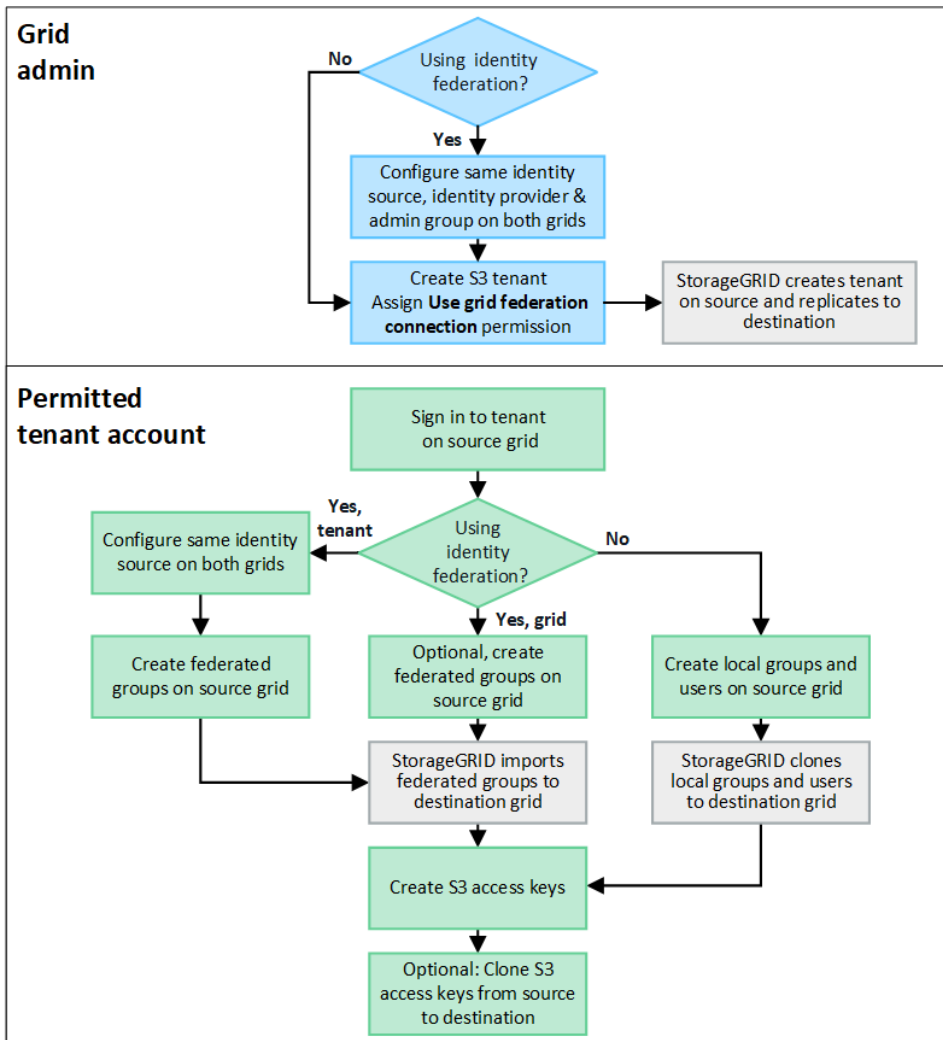 Grid
admin
Using identity
federation?
No
Yes
Configure same identity
source, identity provider &
admin group on both grids
Create S3 tenant
Assign Use grid federation
connection permission
StorageGRID creates tenant
on source and replicates to
destination
Permitted
tenant account
Sign in to tenant
on source grid
Using
identity
federation?
Yes,
tenant
No
Yes, grid
Configure same identity
source on both grids
Create federated
groups on source grid
Optional, create
federated groups on
source grid
Create local groups and
users on source grid
StorageGRID imports
federated groups to
destination grid
StorageGRID clones
local groups and users
to destination grid
Create S3 access keys
Optional: Clone S3
access keys from source
to destination